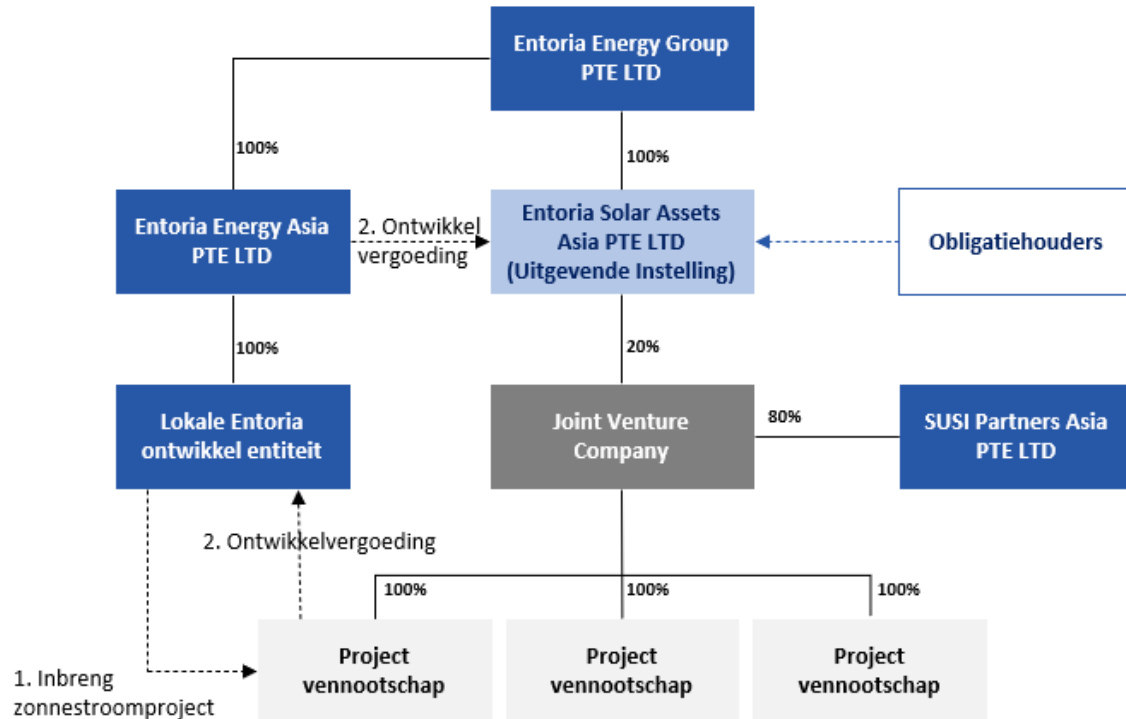 Entoria Energy Group
PTE LTD
100%
100%
Entoria Energy Asia
PTE LTD
2. Ontwikkel
vergoeding
Entoria Solar Assets
Asia PTE LTD
(Uitgevende Instelling)
Obligatiehouders
100%
20%
Lokale Entoria
ontwikkel entiteit
Joint Venture
Company
80%
SUSI Partners Asia
PTE LTD
2. Ontwikkelvergoeding
100%
100%
100%
Project
vennootschap
Project
vennootschap
Project
vennootschap
1. Inbreng
zonnestroomproject